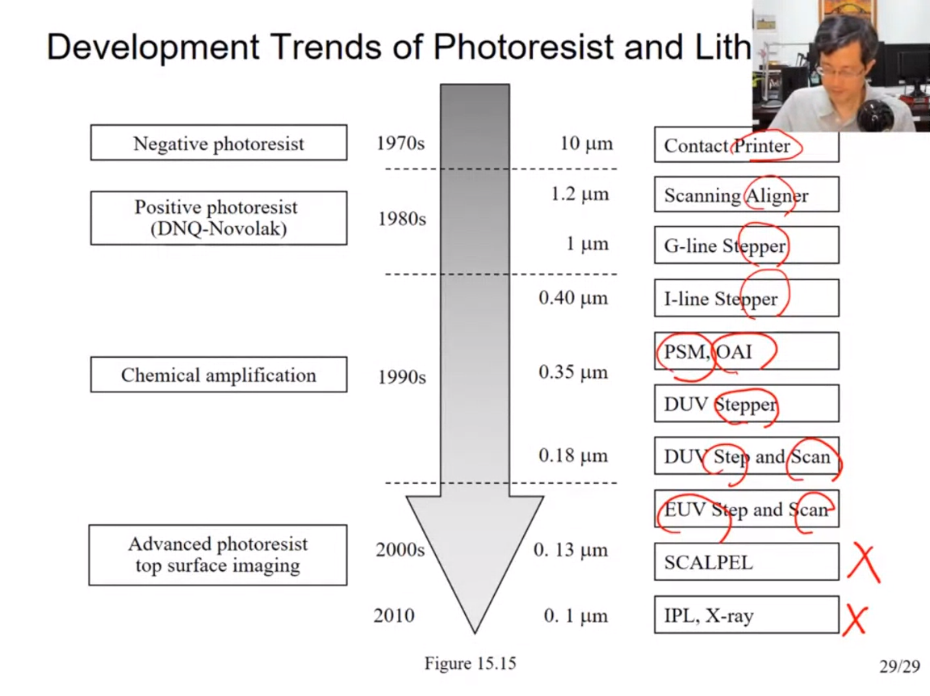 Development Trends of Photoresist and Lith
Negative photoresist
1970s
10 μm
Contact Printer
Positive photoresist
(DNQ-Novolak)
1980s
1.2 μm
Scanning Aligner
1 μm
G-line Stepper
0.40 μm
I-line Stepper
Chemical amplification
1990s
0.35 μm
PSM, OAI
DUV Stepper
0.18 μm
DUV Step and Scan
EUV Step and Scan
Advanced photoresist
top surface imaging
2000s
0. 13 μm
SCALPEL
X
2010
0. 1 μm
IPL, X-ray
X
Figure 15.15
29/29